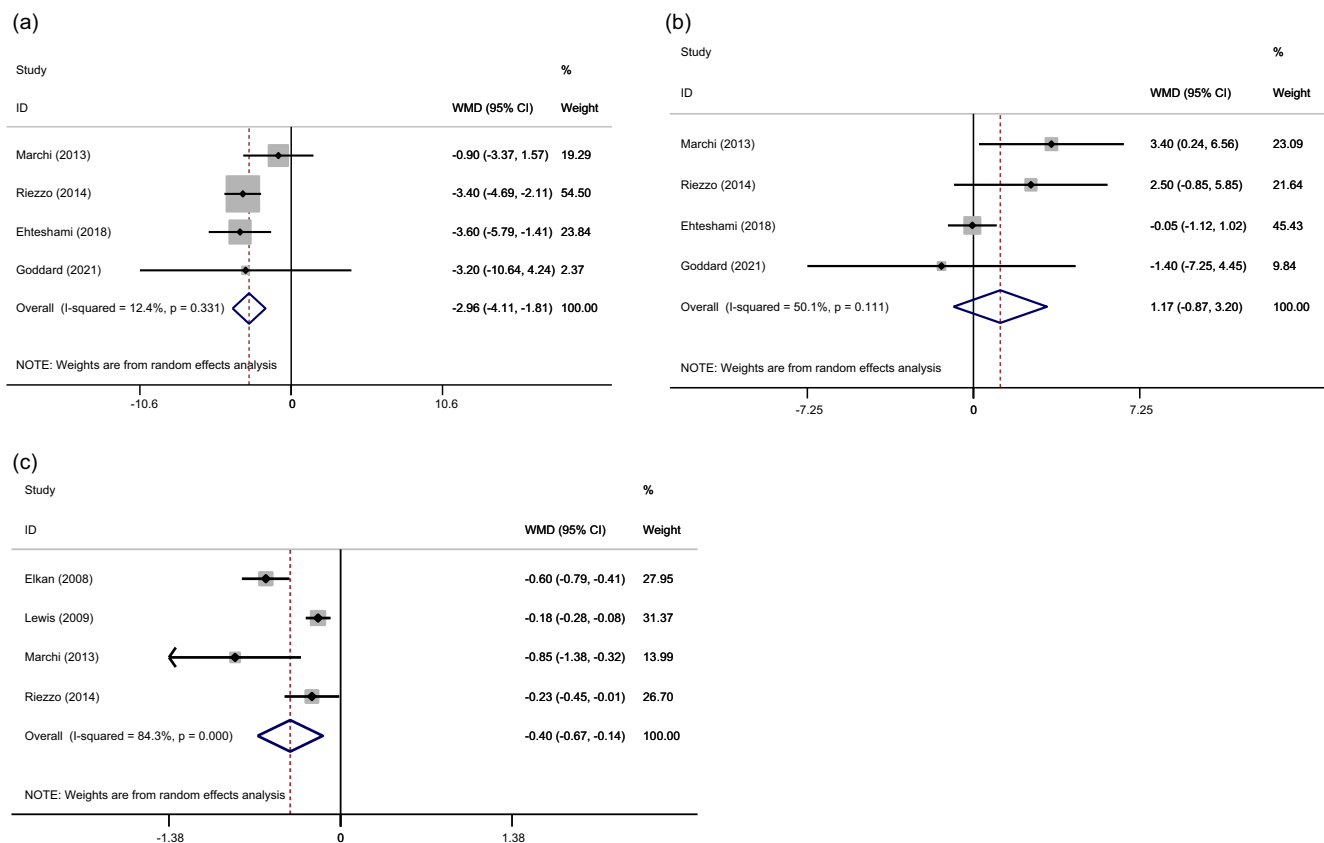 (a)
Study %
ID WMD (95% CI) Weight
Marchi (2013) -0.90 (-3.37, 1.57) 19.29
Riezzo (2014) -3.40 (-4.69, -2.11) 54.50
Ehteshami (2018) -3.60 (-5.79, -1.41) 23.84
Goddard (2021) -3.20 (-10.64, 4.24) 2.37
Overall (I-squared = 12.4%, p = 0.331) -2.96 (-4.11, -1.81) 100.00
NOTE: Weights are from random effects analysis
-10.6 0 10.6
(b)
Study %
ID WMD (95% CI) Weight
Marchi (2013) 3.40 (0.24, 6.56) 23.09
Riezzo (2014) 2.50 (-0.85, 5.85) 21.64
Ehteshami (2018) -0.05 (-1.12, 1.02) 45.43
Goddard (2021) -1.40 (-7.25, 4.45) 9.84
Overall (I-squared = 50.1%, p = 0.111) 1.17 (-0.87, 3.20) 100.00
NOTE: Weights are from random effects analysis
-7.25 0 7.25
(c)
Study %
ID WMD (95% CI) Weight
Elkan (2008) -0.60 (-0.79, -0.41) 27.95
Lewis (2009) -0.18 (-0.28, -0.08) 31.37
Marchi (2013) -0.85 (-1.38, -0.32) 13.99
Riezzo (2014) -0.23 (-0.45, -0.01) 26.70
Overall (I-squared = 84.3%, p = 0.000) -0.40 (-0.67, -0.14) 100.00
NOTE: Weights are from random effects analysis
-1.38 0 1.38